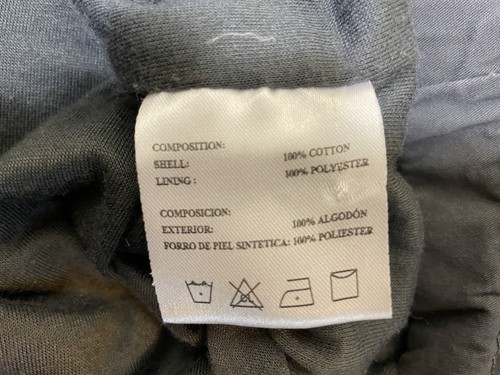 COMPOSITION:
SHELL: 100% COTTON
LINING : 100% POLYESTER
COMPOSICION:
EXTERIOR: 100% ALGODÓN
FORRO DE PIEL SINTETICA: 100% POLIESTER